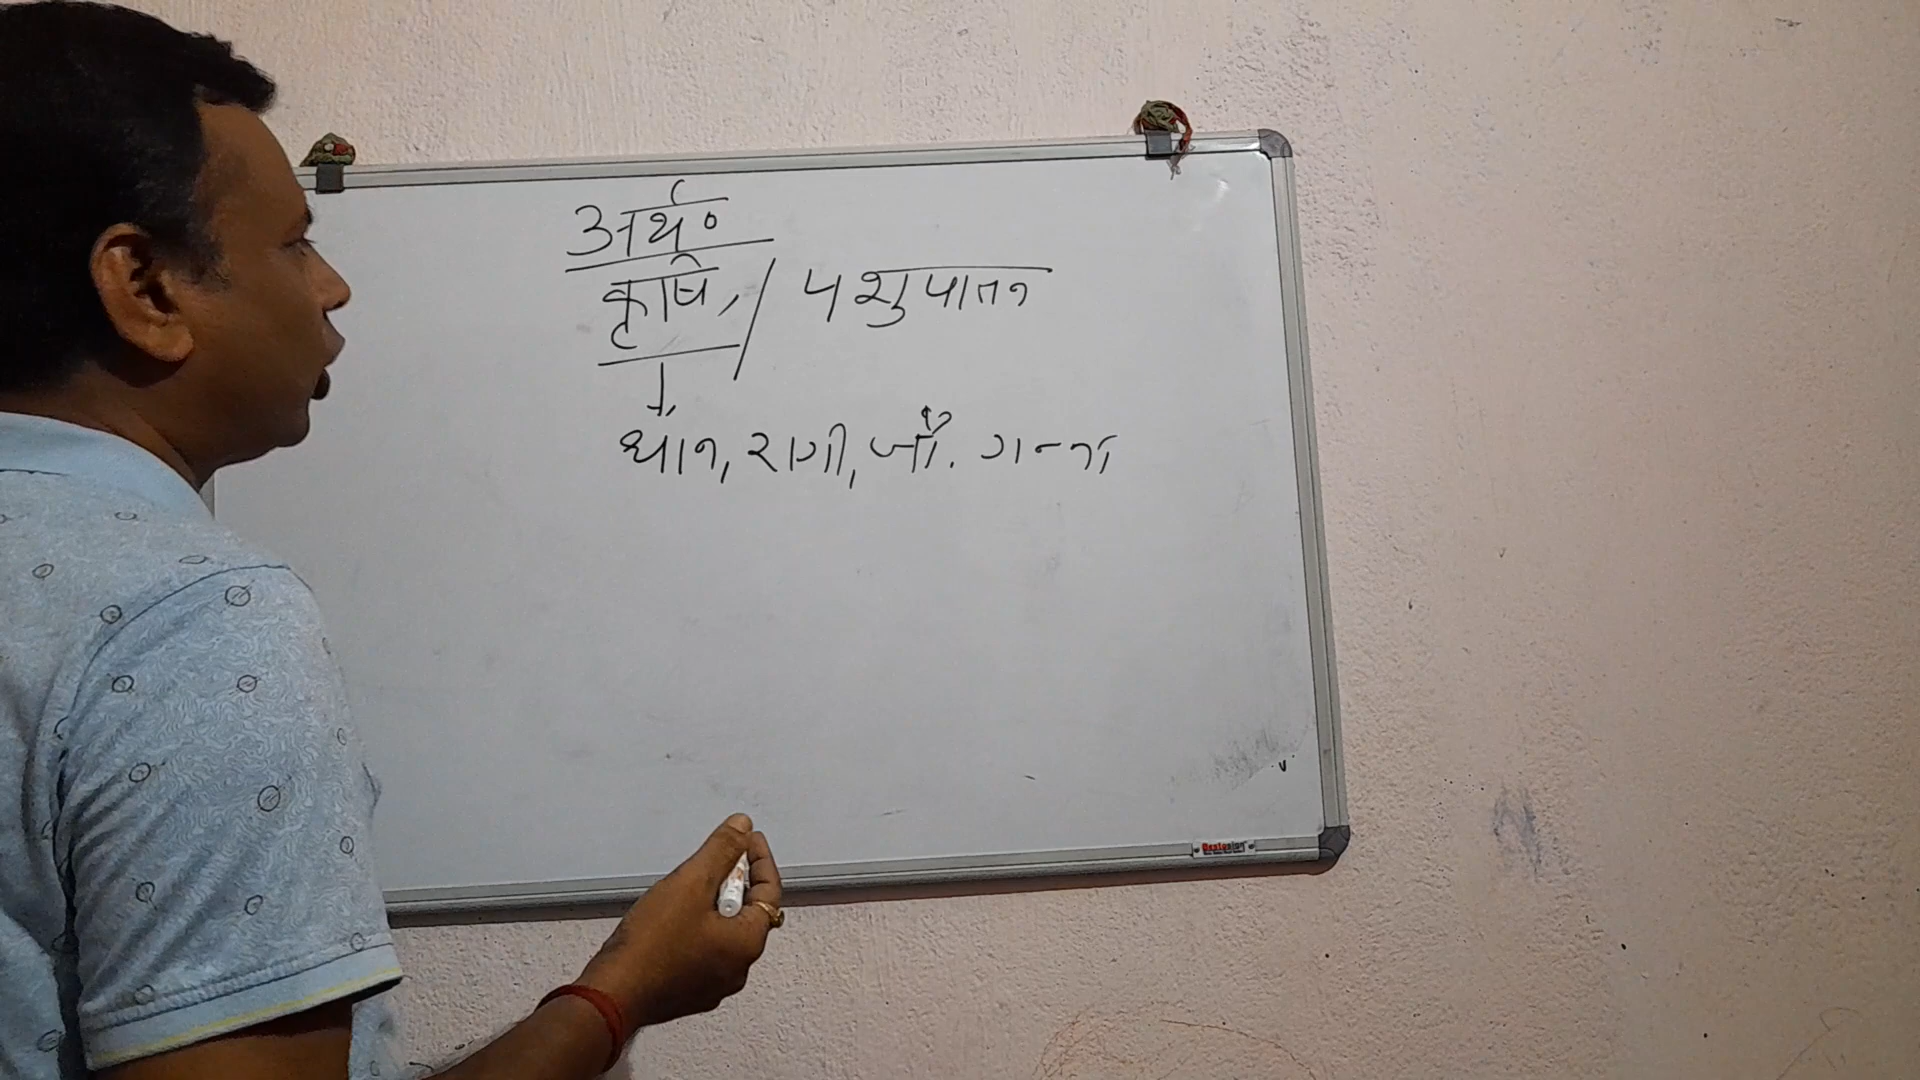 अर्थ०
कृषि, / पशुपालन
धान, रागी, जौ. गन्ना